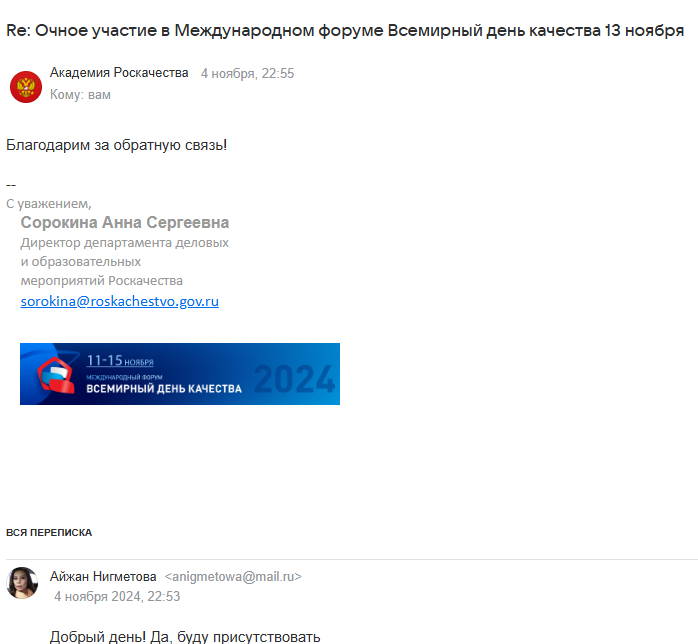 Re: Очное участие в Международном форуме Всемирный день качества 13 ноября
Академия Роскачества 4 ноября, 22:55
Кому: вам
Благодарим за обратную связь!
--
С уважением,
Сорокина Анна Сергеевна
Директор департамента деловых
и образовательных
мероприятий Роскачества
sorokina@roskachestvo.gov.ru
11-15 НОЯБРЯ
МЕЖДУНАРОДНЫЙ ФОРУМ
ВСЕМИРНЫЙ ДЕНЬ КАЧЕСТВА 2024
ВСЯ ПЕРЕПИСКА
Айжан Нигметова <anigmetowa@mail.ru>
4 ноября 2024, 22:53
Добрый день! Да, буду присутствовать